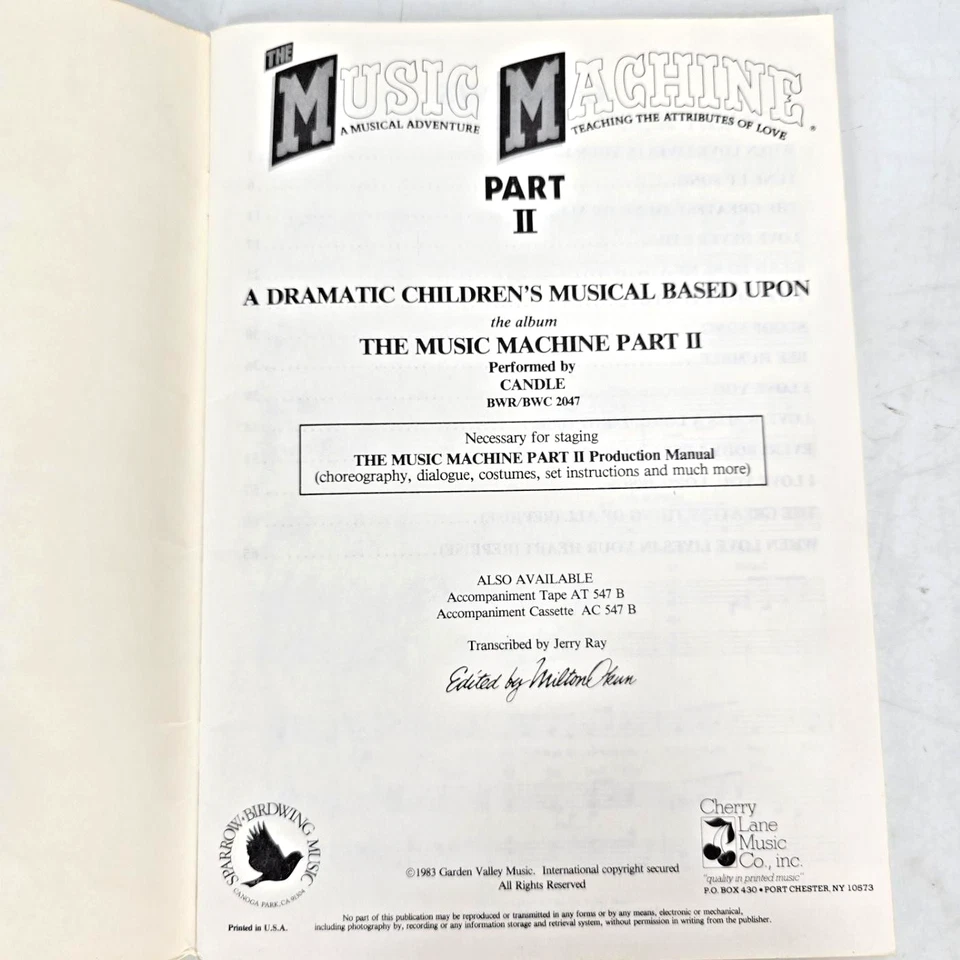 THE MUSIC MACHINE
A MUSICAL ADVENTURE TEACHING THE ATTRIBUTES OF LOVE
PART
II
A DRAMATIC CHILDREN'S MUSICAL BASED UPON
the album
THE MUSIC MACHINE PART II
Performed by
CANDLE
BWR/BWC 2047
Necessary for staging
THE MUSIC MACHINE PART II Production Manual
(choreography, dialogue, costumes, set instructions and much more)
ALSO AVAILABLE
Accompaniment Tape AT 547 B
Accompaniment Cassette AC 547 B
Transcribed by Jerry Ray
Edited by Milton Okun
SPARROW•BIRDWING MUSIC
CANOGA PARK, CA 91304
Printed in U.S.A.
©1983 Garden Valley Music. International copyright secured
All Rights Reserved
Cherry
Lane
Music
Co., inc.
"quality in printed music"
P.O. BOX 430 • PORT CHESTER, NY 10573
No part of this publication may be reproduced or transmitted in any forms or by any means, electronic or mechanical,
including photography by, recording or any information storage and retrieval system, without permission in writing from the publisher.